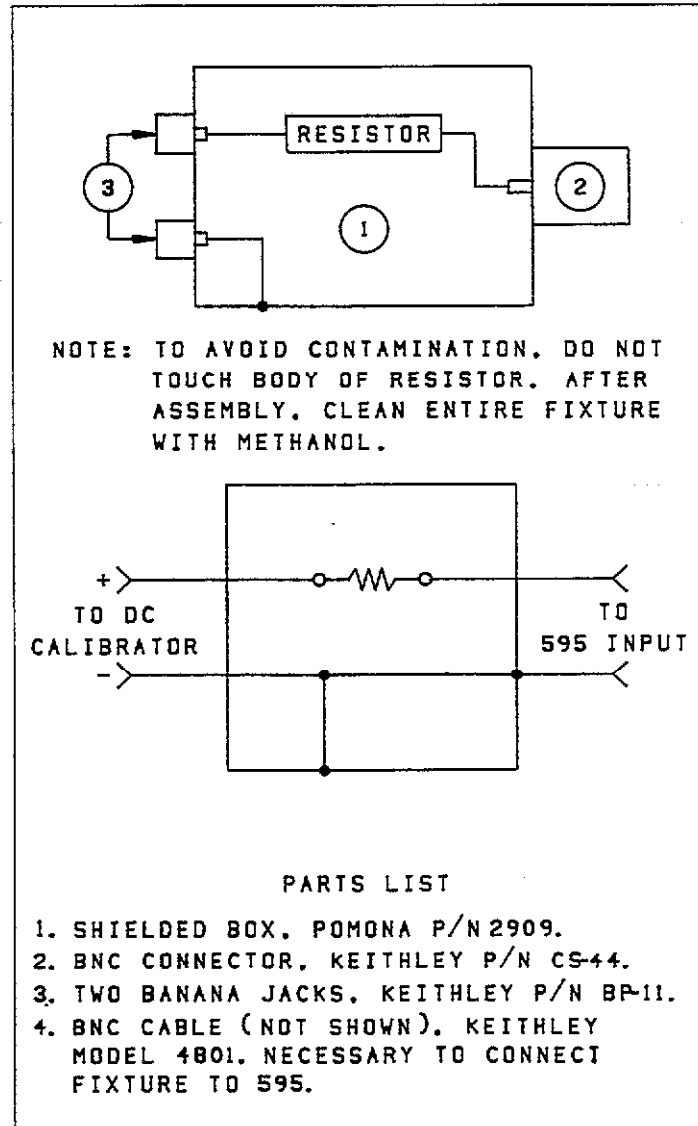 RESISTOR
3
2
1
NOTE: TO AVOID CONTAMINATION, DO NOT
TOUCH BODY OF RESISTOR. AFTER
ASSEMBLY, CLEAN ENTIRE FIXTURE
WITH METHANOL.
+
TO DC
CALIBRATOR
-
TO
595 INPUT
PARTS LIST
1. SHIELDED BOX, POMONA P/N 2909.
2. BNC CONNECTOR, KEITHLEY P/N CS-44.
3. TWO BANANA JACKS, KEITHLEY P/N BP-11.
4. BNC CABLE (NOT SHOWN), KEITHLEY
MODEL 4801. NECESSARY TO CONNECT
FIXTURE TO 595.